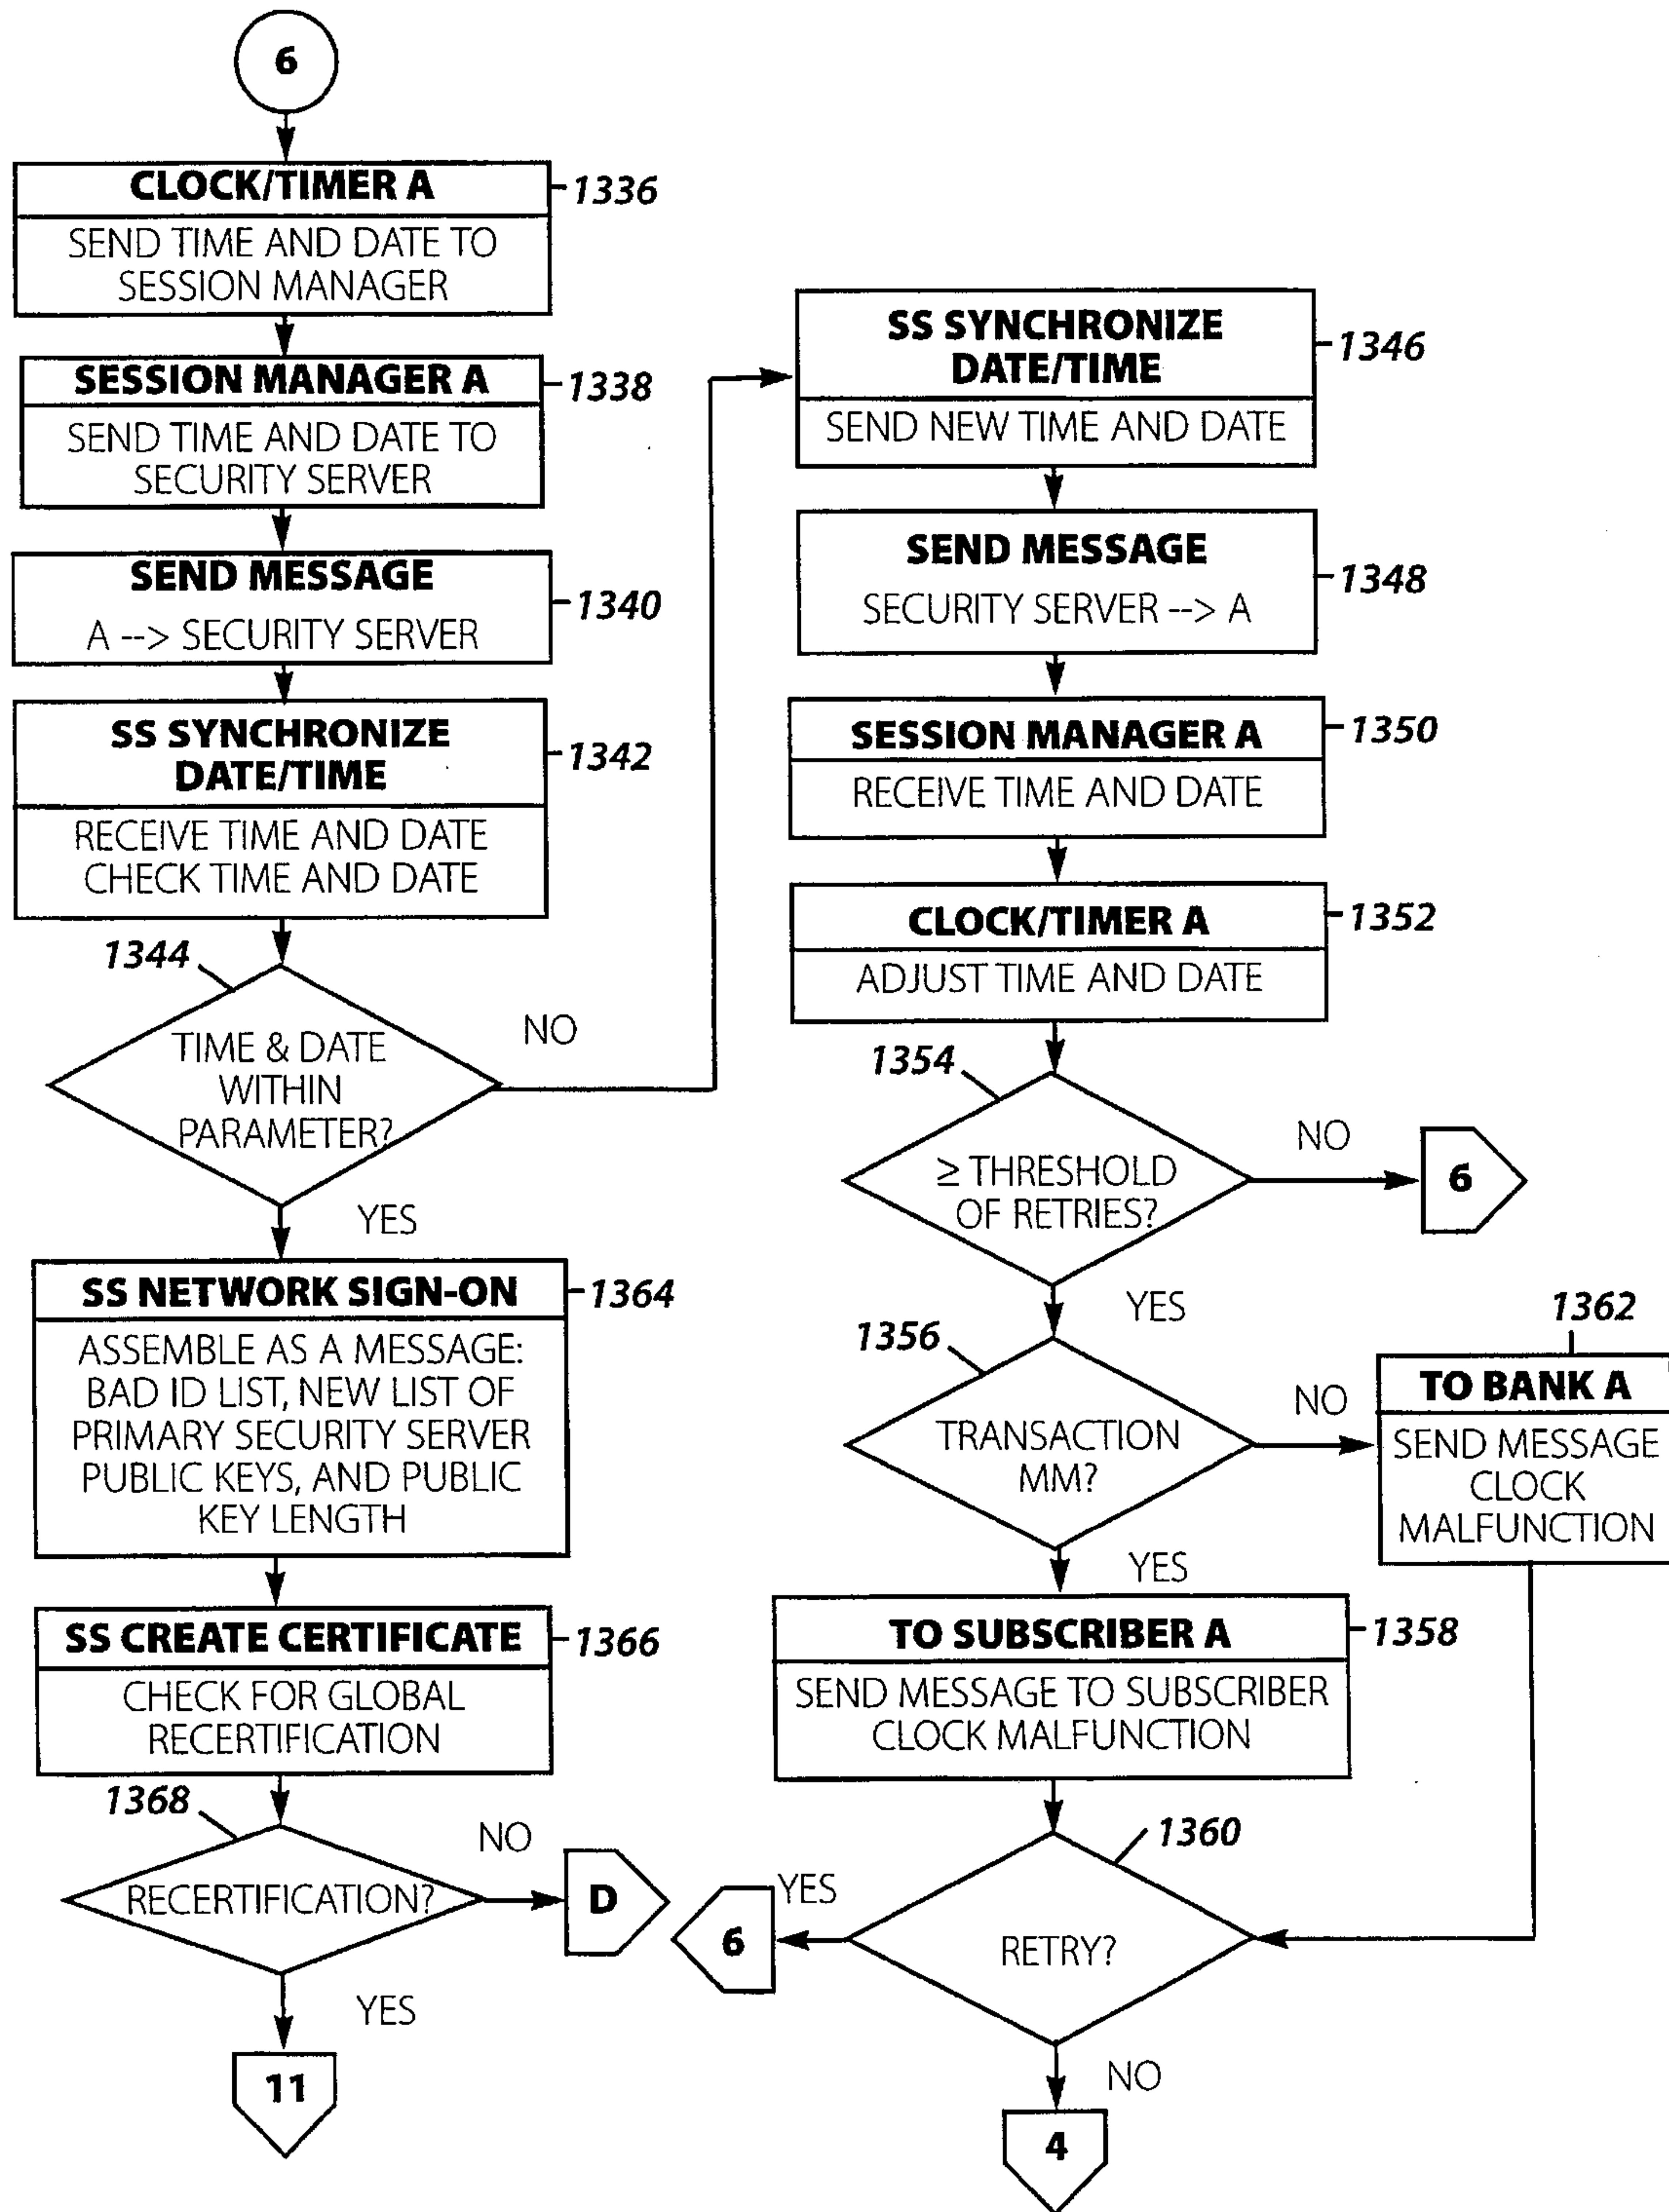 6
CLOCK/TIMER A
1336
SEND TIME AND DATE TO
SESSION MANAGER
SESSION MANAGER A
1338
SEND TIME AND DATE TO
SECURITY SERVER
SEND MESSAGE
1340
A --> SECURITY SERVER
SS SYNCHRONIZE
DATE/TIME
1342
RECEIVE TIME AND DATE
CHECK TIME AND DATE
1344
TIME & DATE
WITHIN
PARAMETER?
NO
YES
SS NETWORK SIGN-ON
1364
ASSEMBLE AS A MESSAGE:
BAD ID LIST, NEW LIST OF
PRIMARY SECURITY SERVER
PUBLIC KEYS, AND PUBLIC
KEY LENGTH
SS CREATE CERTIFICATE
1366
CHECK FOR GLOBAL
RECERTIFICATION
1368
RECERTIFICATION?
NO
D
YES
11
SS SYNCHRONIZE
DATE/TIME
1346
SEND NEW TIME AND DATE
SEND MESSAGE
1348
SECURITY SERVER --> A
SESSION MANAGER A
1350
RECEIVE TIME AND DATE
CLOCK/TIMER A
1352
ADJUST TIME AND DATE
1354
≥ THRESHOLD
OF RETRIES?
NO
6
YES
1356
TRANSACTION
MM?
NO
1362
TO BANK A
SEND MESSAGE
CLOCK
MALFUNCTION
YES
TO SUBSCRIBER A
1358
SEND MESSAGE TO SUBSCRIBER
CLOCK MALFUNCTION
1360
RETRY?
YES
6
NO
4